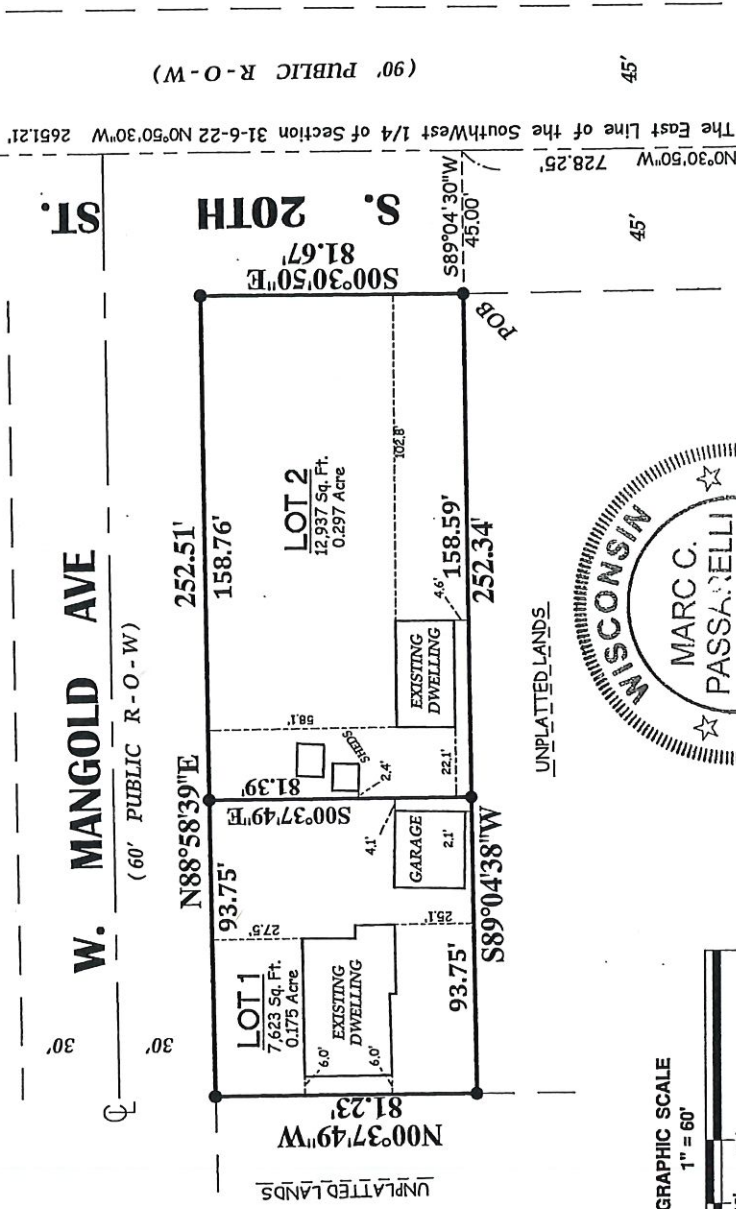 (90' PUBLIC R-O-W)
45'
The East Line of the SouthWest 1/4 of Section 31-6-22 N0°50'30"W 2651.21'
N0°30'50"W 728.25'
45'
S. 20TH ST.
S89°04'30"W
45.00'
S00°30'50"E
81.67'
POB
W. MANGOLD AVE
(60' PUBLIC R-O-W)
30'
30'
N88°58'39"E
252.51'
158.76'
93.75'
LOT 2
12,937 Sq. Ft.
0.297 Acre
102.8'
158.59'
252.34'
4.6'
EXISTING
DWELLING
58.1'
SHEDS
2.4'
22.1'
81.39'
S00°37'49"E
4.1'
GARAGE
2.1'
S89°04'38"W
93.75'
25.1'
27.5'
LOT 1
7,623 Sq. Ft.
0.175 Acre
EXISTING
DWELLING
6.0'
6.0'
81.23'
N00°37'49"W
UNPLATTED LANDS
UNPLATTED LANDS
WISCONSIN
MARC C.
PASSARELLI
GRAPHIC SCALE
1" = 60'